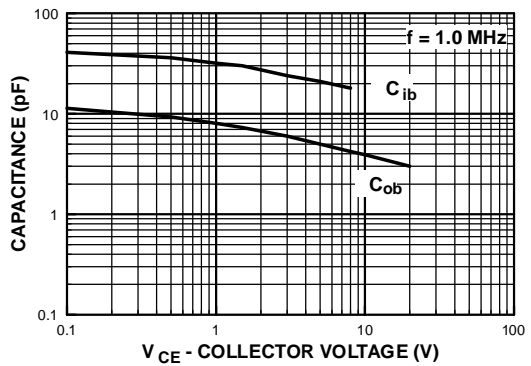 100
f = 1.0 MHz
C ib
10
C ob
1
0.1
0.1 1 10 100
CAPACITANCE (pF)
V CE - COLLECTOR VOLTAGE (V)